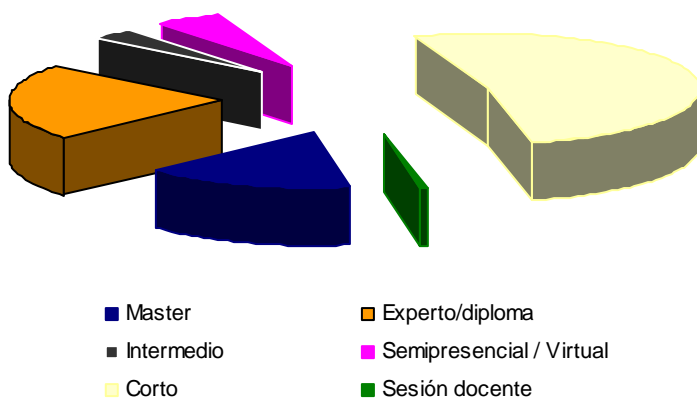 Master
Experto/diploma
Intermedio
Semipresencial / Virtual
Corto
Sesión docente